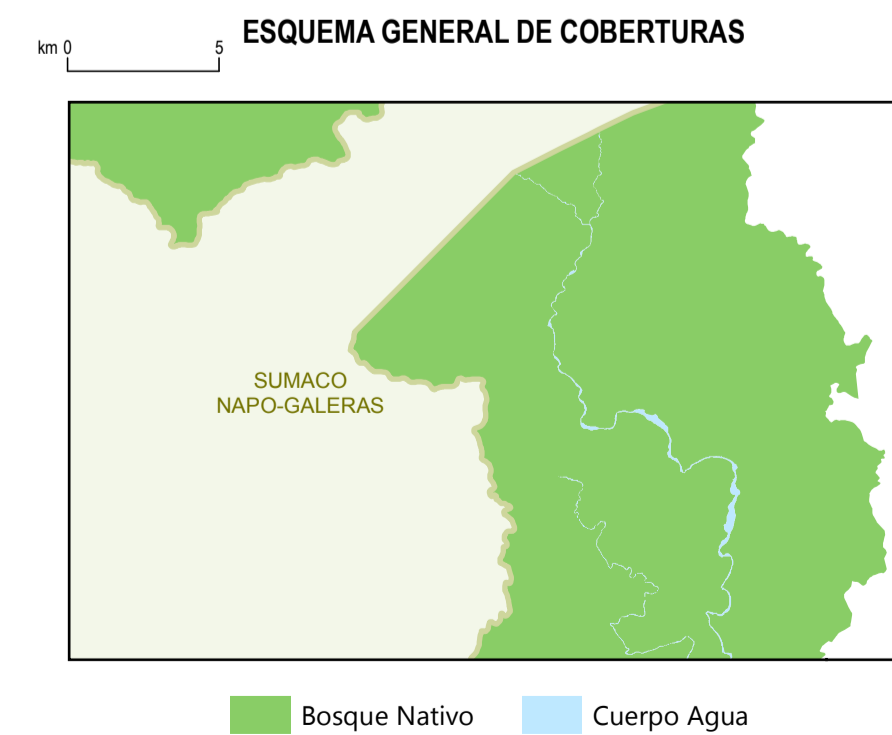 ESQUEMA GENERAL DE COBERTURAS
km 0 5
SUMACO
NAPO-GALERAS
Bosque Nativo
Cuerpo Agua